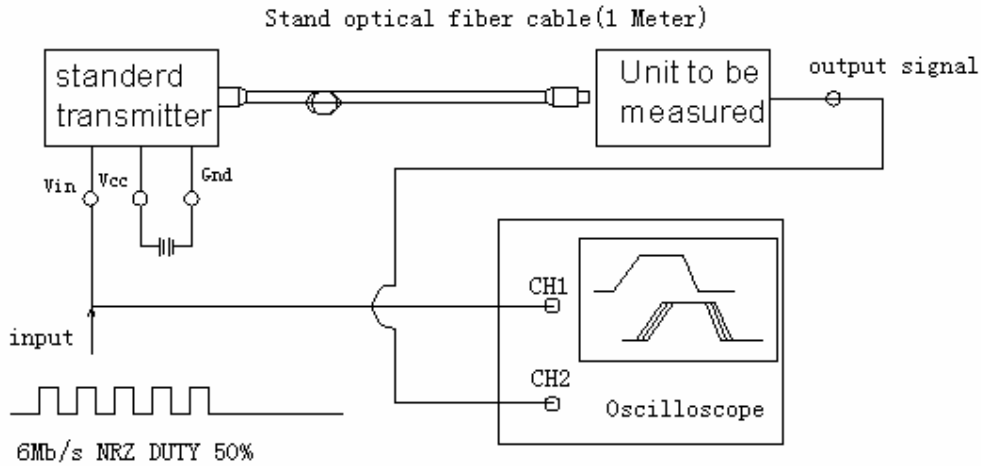 Stand optical fiber cable(1 Meter)
standerd
transmitter
Unit to be
measured
output signal
Vin
Vcc
Gnd
CH1
input
CH2
Oscilloscope
6Mb/s NRZ DUTY 50%